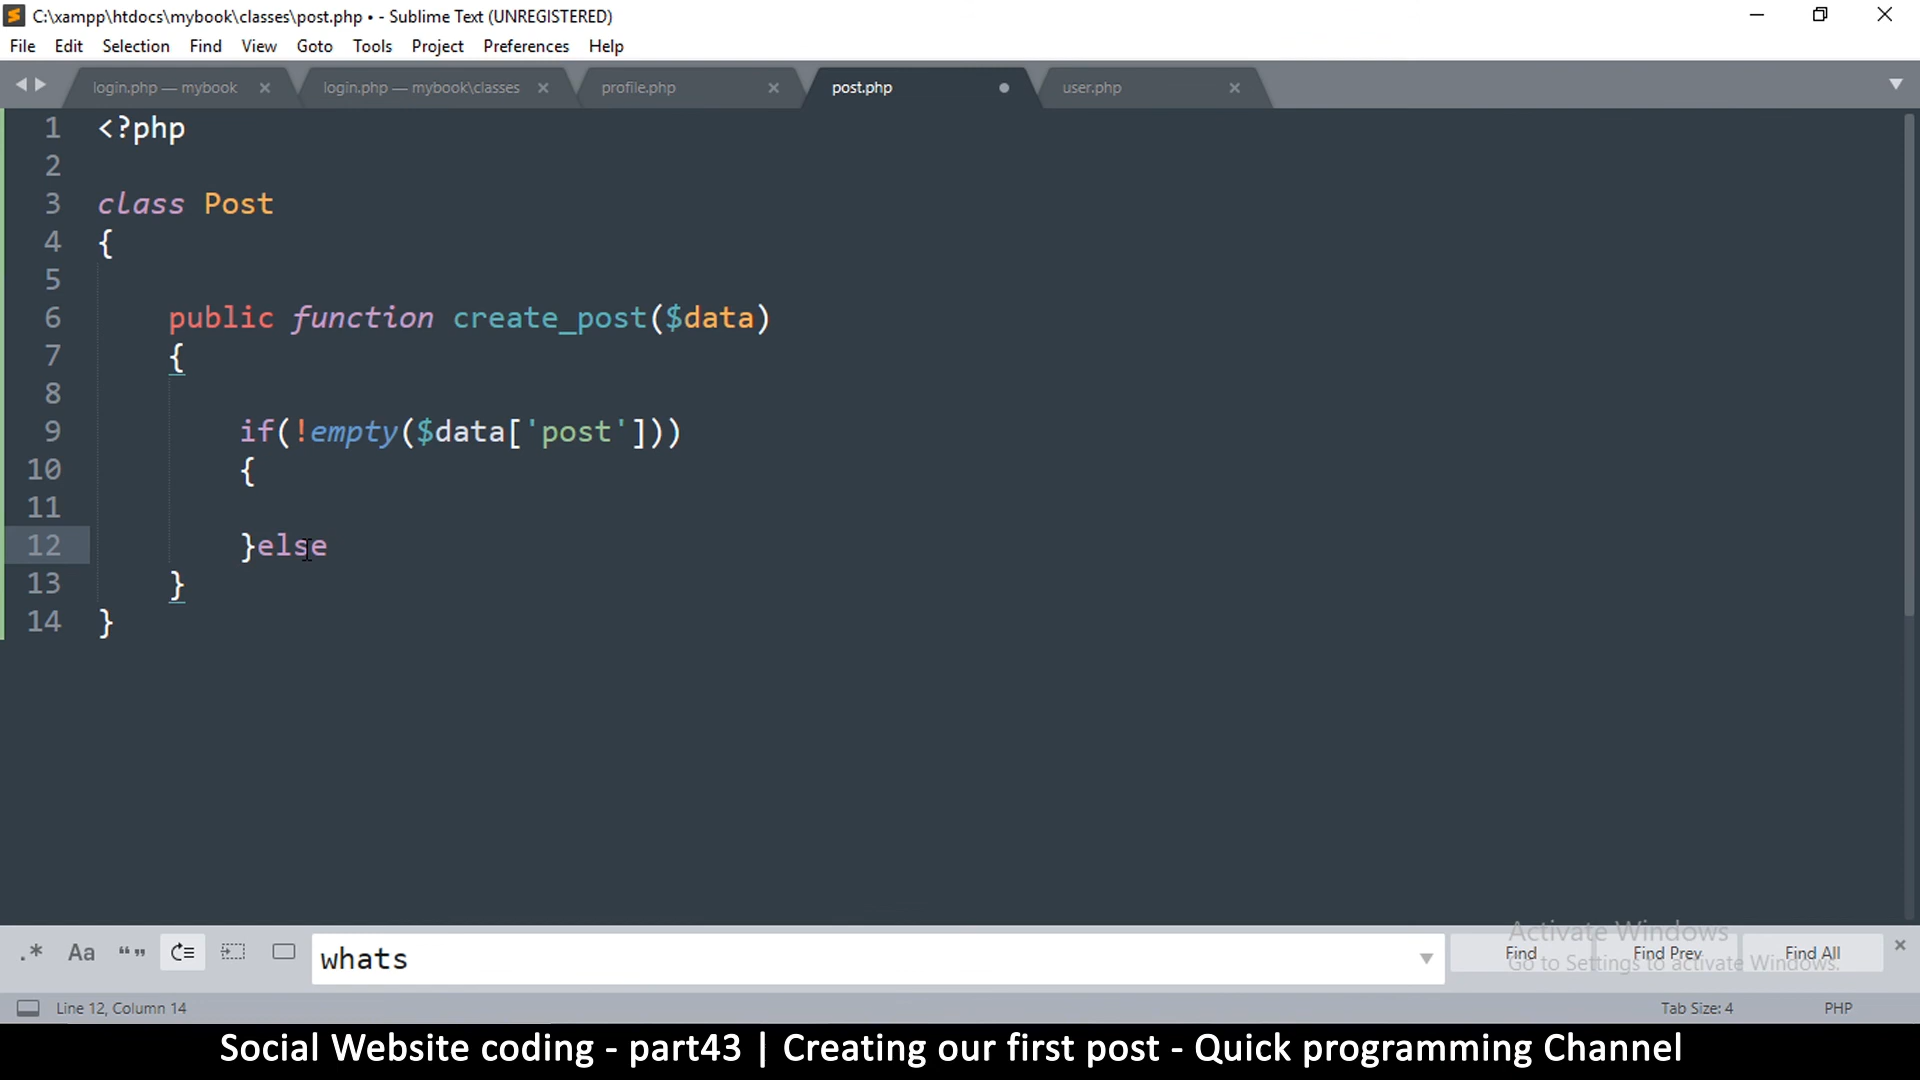 C:\xampp\htdocs\mybook\classes\post.php • - Sublime Text (UNREGISTERED)
File Edit Selection Find View Goto Tools Project Preferences Help
login.php — mybook login.php — mybook\classes profile.php post.php user.php
1 <?php
2
3 class Post
4 {
5
6 public function create_post($data)
7 {
8
9 if(!empty($data['post']))
10 {
11
12 }else
13 }
14 }
.* Aa “ ” whats Find Find Prev Find All
Activate Windows
Go to Settings to activate Windows.
Line 12, Column 14 Tab Size: 4 PHP
Social Website coding - part43 | Creating our first post - Quick programming Channel